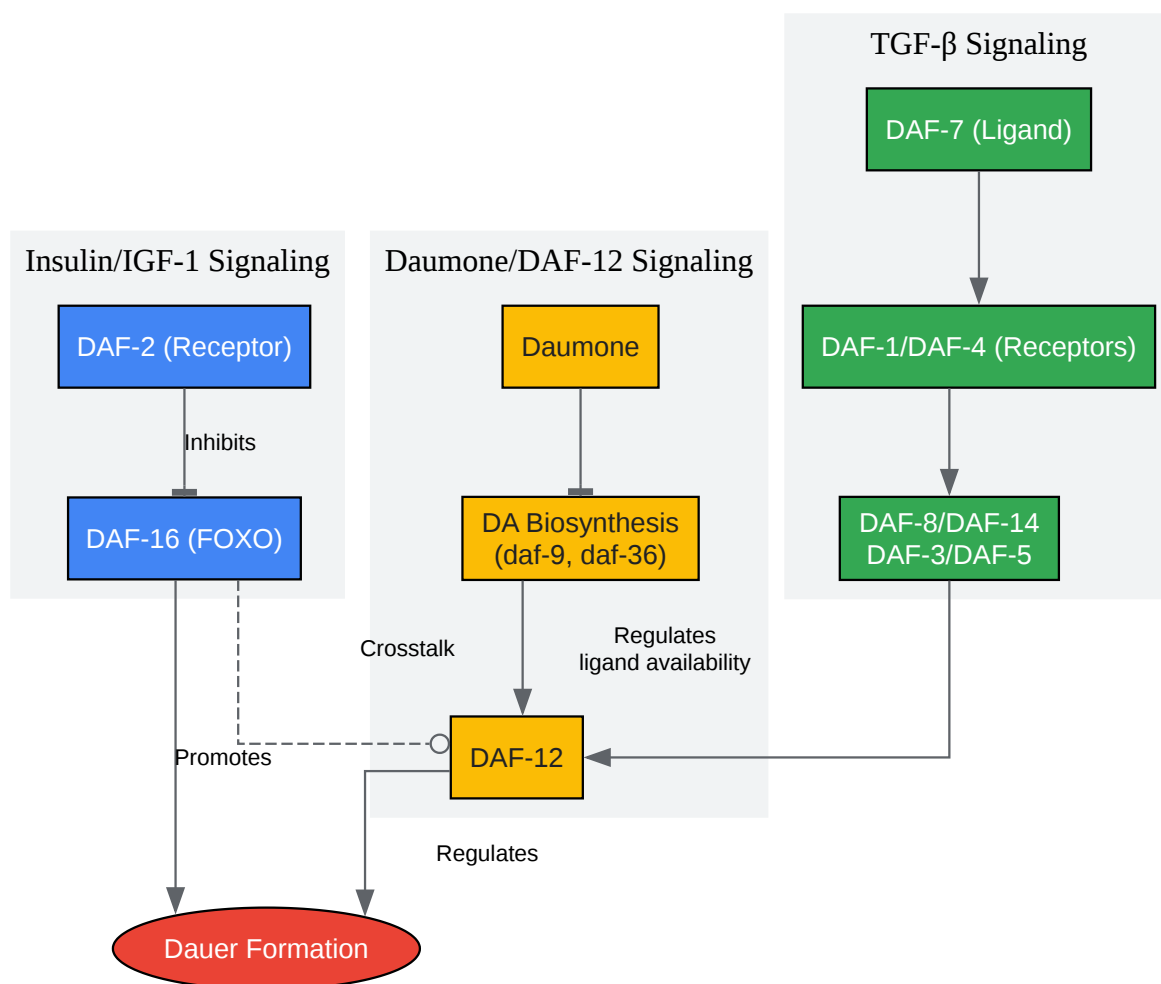 TGF-β Signaling
DAF-7 (Ligand)
Insulin/IGF-1 Signaling
Daumone/DAF-12 Signaling
DAF-2 (Receptor)
Daumone
DAF-1/DAF-4 (Receptors)
Inhibits
DAF-16 (FOXO)
DA Biosynthesis
(daf-9, daf-36)
DAF-8/DAF-14
DAF-3/DAF-5
Crosstalk
Regulates
ligand availability
Promotes
DAF-12
Regulates
Dauer Formation